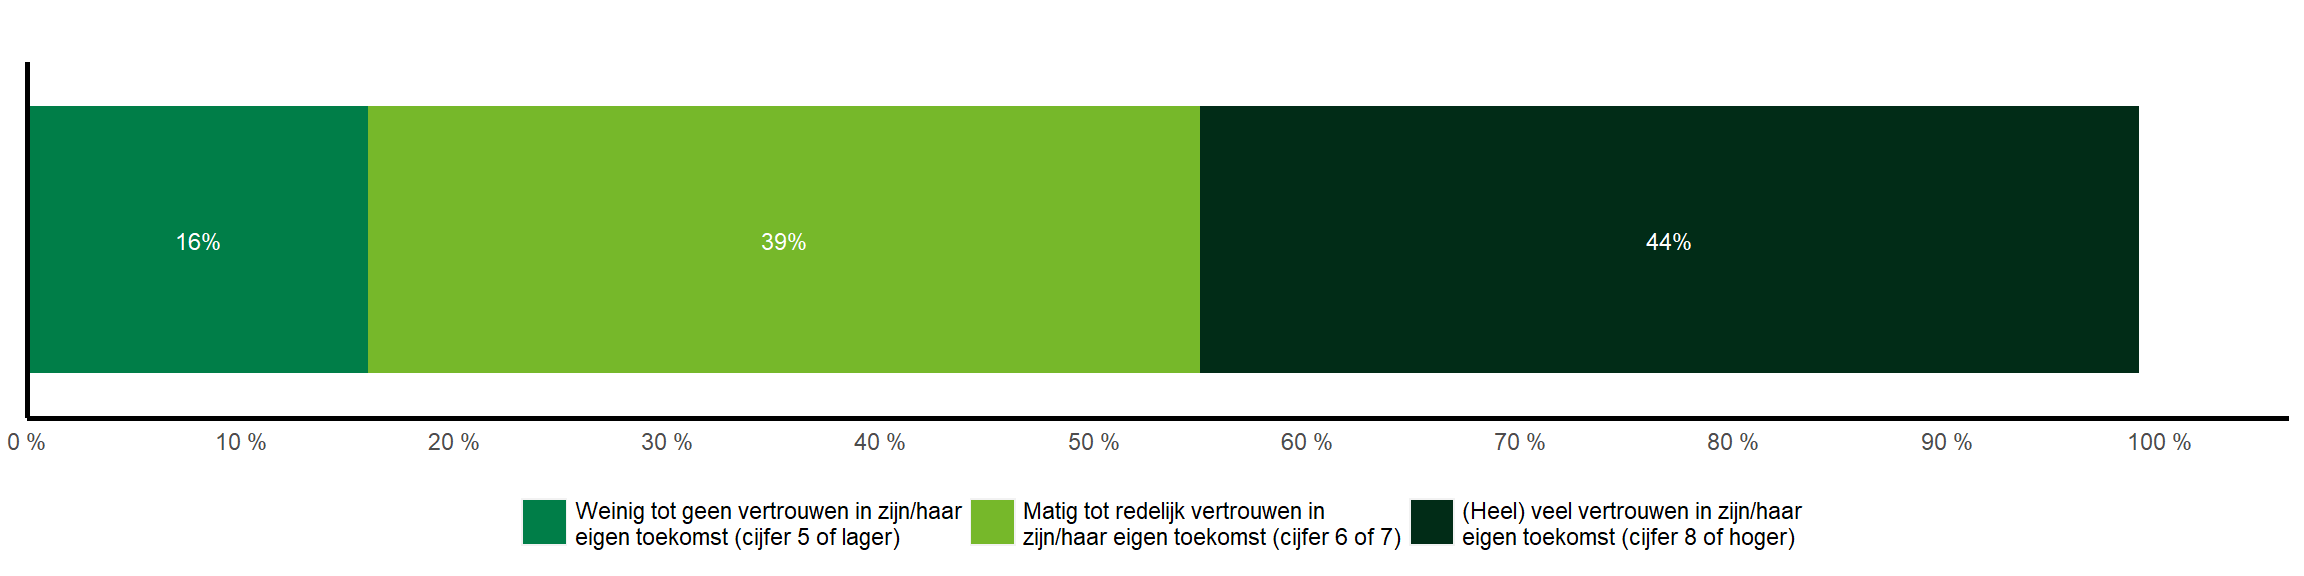 16%
39%
44%
0 %
10 %
20 %
30 %
40 %
50 %
60 %
70 %
80 %
90 %
100 %
Weinig tot geen vertrouwen in zijn/haar
eigen toekomst (cijfer 5 of lager)
Matig tot redelijk vertrouwen in
zijn/haar eigen toekomst (cijfer 6 of 7)
(Heel) veel vertrouwen in zijn/haar
eigen toekomst (cijfer 8 of hoger)